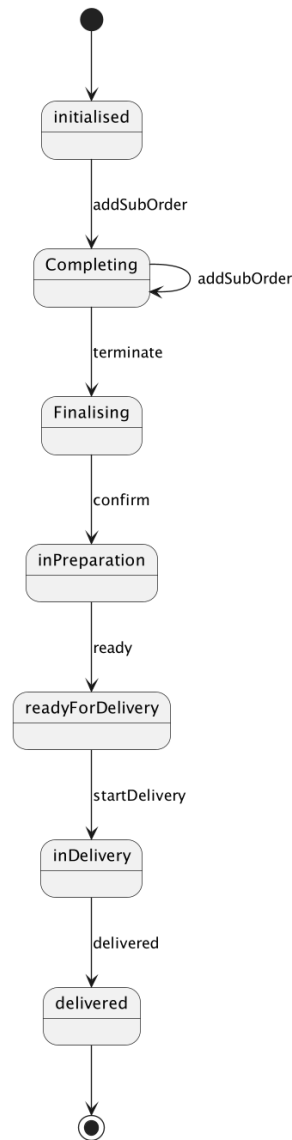 initialised
addSubOrder
Completing
addSubOrder
terminate
Finalising
confirm
inPreparation
ready
readyForDelivery
startDelivery
inDelivery
delivered
delivered